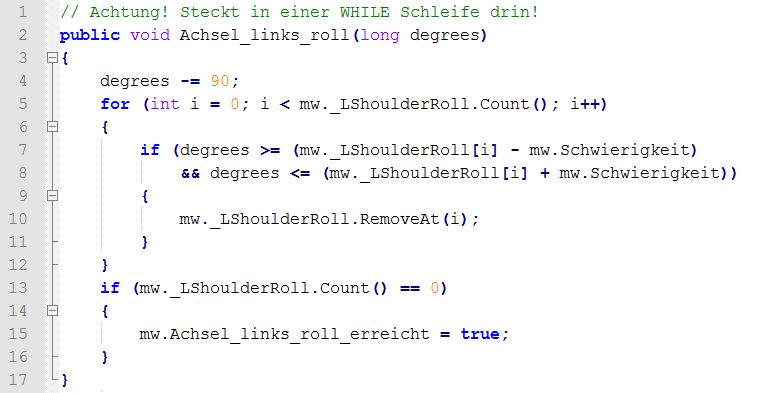 1 // Achtung! Steckt in einer WHILE Schleife drin!
2 public void Achsel_links_roll(long degrees)
3 {
4     degrees -= 90;
5     for (int i = 0; i < mw._LShoulderRoll.Count(); i++)
6     {
7         if (degrees >= (mw._LShoulderRoll[i] - mw.Schwierigkeit)
8             && degrees <= (mw._LShoulderRoll[i] + mw.Schwierigkeit))
9         {
10             mw._LShoulderRoll.RemoveAt(i);
11         }
12     }
13     if (mw._LShoulderRoll.Count() == 0)
14     {
15         mw.Achsel_links_roll_erreicht = true;
16     }
17 }